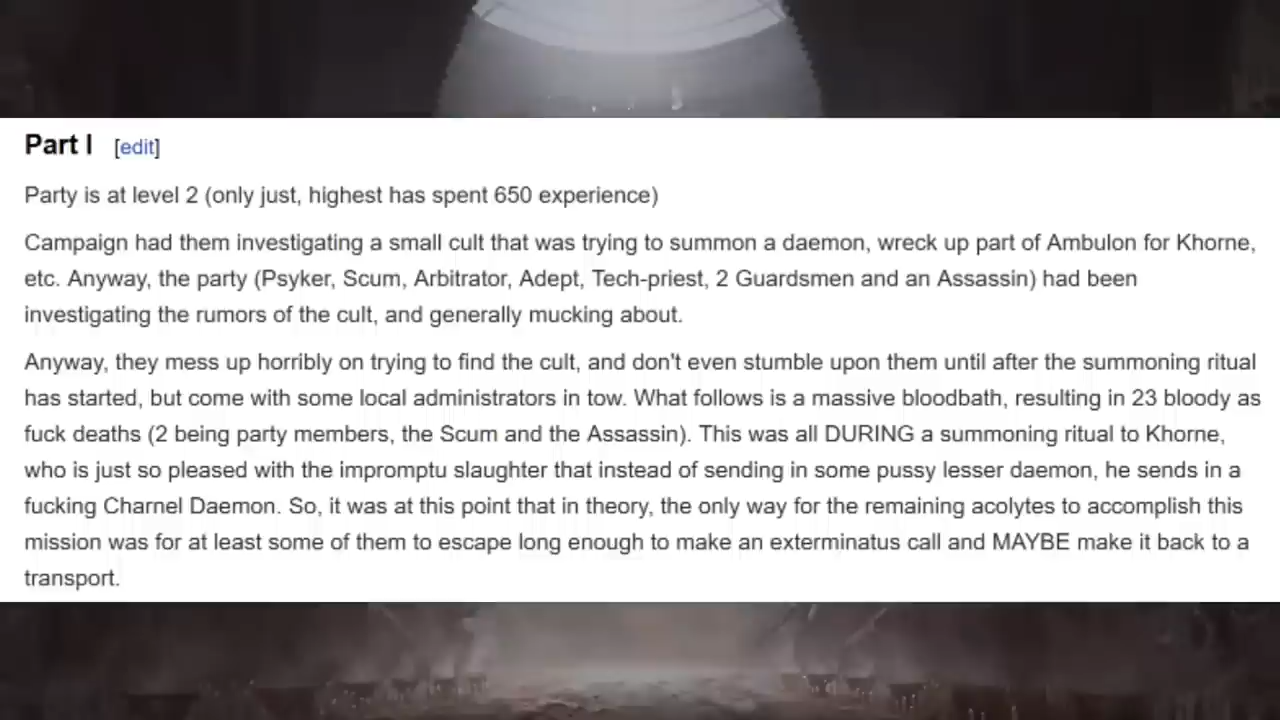 Part I [edit]
Party is at level 2 (only just, highest has spent 650 experience)
Campaign had them investigating a small cult that was trying to summon a daemon, wreck up part of Ambulon for Khorne,
etc. Anyway, the party (Psyker, Scum, Arbitrator, Adept, Tech-priest, 2 Guardsmen and an Assassin) had been
investigating the rumors of the cult, and generally mucking about.
Anyway, they mess up horribly on trying to find the cult, and don't even stumble upon them until after the summoning ritual
has started, but come with some local administrators in tow. What follows is a massive bloodbath, resulting in 23 bloody as
fuck deaths (2 being party members, the Scum and the Assassin). This was all DURING a summoning ritual to Khorne,
who is just so pleased with the impromptu slaughter that instead of sending in some pussy lesser daemon, he sends in a
fucking Charnel Daemon. So, it was at this point that in theory, the only way for the remaining acolytes to accomplish this
mission was for at least some of them to escape long enough to make an exterminatus call and MAYBE make it back to a
transport.